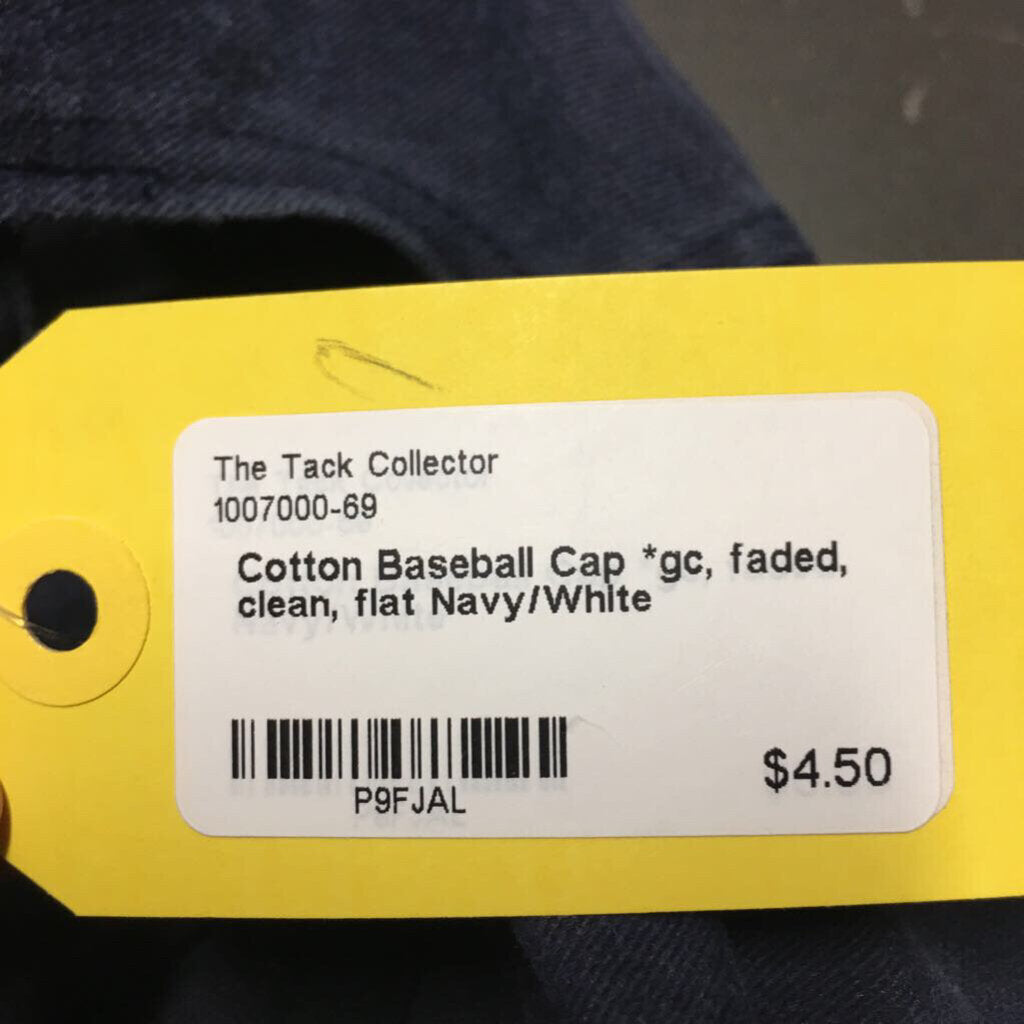 The Tack Collector
1007000-69
Cotton Baseball Cap *gc, faded,
clean, flat Navy/White
P9FJAL
$4.50